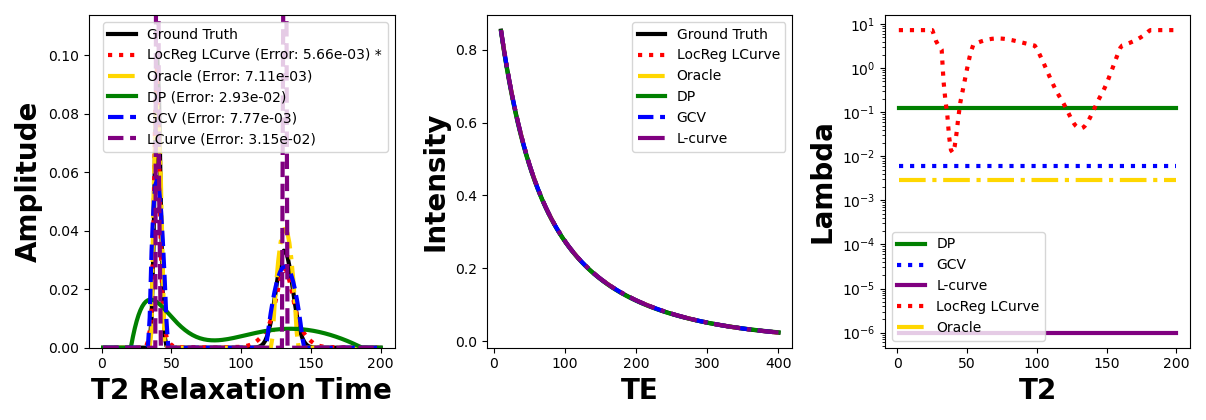 Amplitude
0.10
0.08
0.06
0.04
0.02
0.00
Ground Truth
LocReg LCurve (Error: 5.66e-03) *
Oracle (Error: 7.11e-03)
DP (Error: 2.93e-02)
GCV (Error: 7.77e-03)
LCurve (Error: 3.15e-02)
0 50 100 150 200
T2 Relaxation Time
Intensity
0.8
0.6
0.4
0.2
0.0
Ground Truth
LocReg LCurve
Oracle
DP
GCV
L-curve
0 100 200 300 400
TE
Lambda
10¹
10⁰
10⁻¹
10⁻²
10⁻³
10⁻⁴
10⁻⁵
10⁻⁶
DP
GCV
L-curve
LocReg LCurve
Oracle
0 50 100 150 200
T2